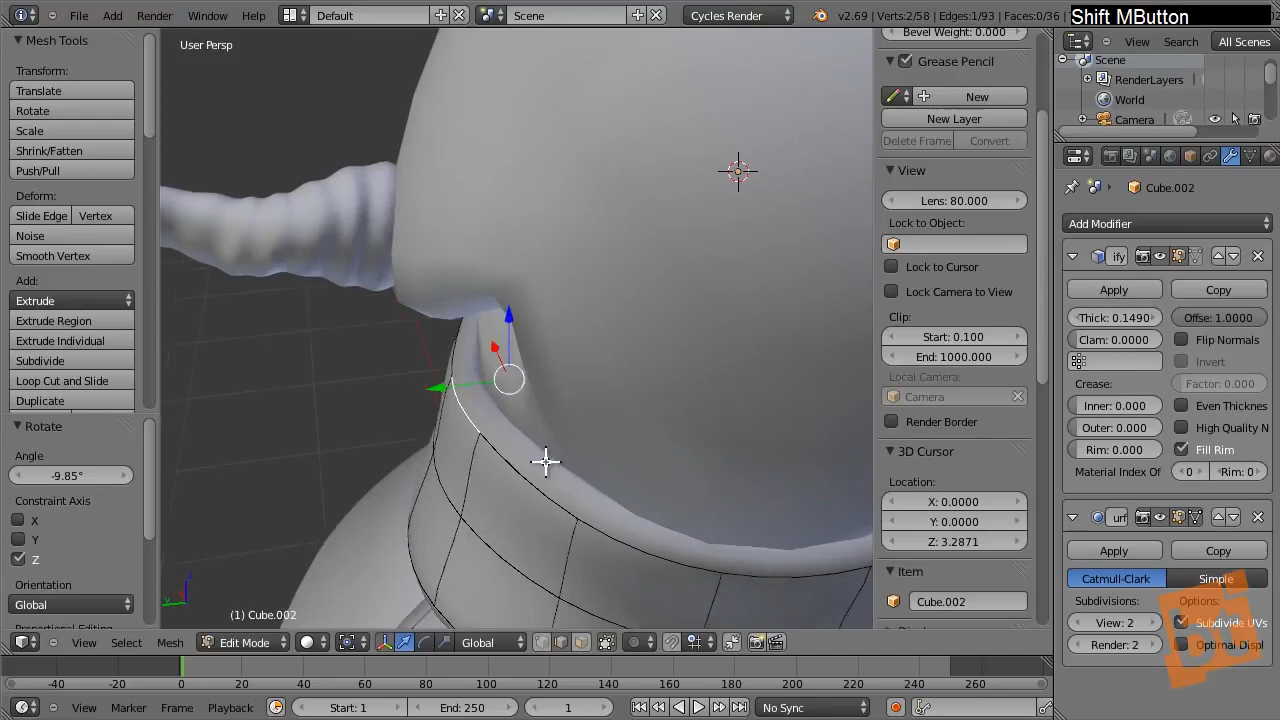 File Add Render Window Help Default Scene Cycles Render v2.69 | Verts:2/58 | Edges:1/93 | Faces:0/36 |
Shift MButton
Mesh Tools
User Persp
Transform:
Translate
Rotate
Scale
Shrink/Fatten
Push/Pull
Deform:
Slide Edge Vertex
Noise
Smooth Vertex
Add:
Extrude
Extrude Region
Extrude Individual
Subdivide
Loop Cut and Slide
Duplicate
Rotate
Angle
-9.85°
Constraint Axis
X
Y
Z
Orientation
Global
(1) Cube.002
Bevel Weight: 0.000
Grease Pencil
New
New Layer
Delete Frame Convert
View
Lens: 80.000
Lock to Object:
Lock to Cursor
Lock Camera to View
Clip:
Start: 0.100
End: 1000.000
Local Camera:
Camera
Render Border
3D Cursor
Location:
X: 0.0000
Y: 0.0000
Z: 3.2871
Item
Cube.002
View Search All Scenes
Scene
RenderLayers
World
Camera
Cube.002
Add Modifier
ify
Apply Copy
Thick: 0.1490 Offse: 1.0000
Clam: 0.0000 Flip Normals
Invert
Crease: Factor: 0.000
Inner: 0.000 Even Thicknes
Outer: 0.000 High Quality N
Rim: 0.000 Fill Rim
Material Index Of 0 Rim: 0
urf
Apply Copy
Catmull-Clark Simple
Subdivisions: Options:
View: 2 Subdivide UVs
Render: 2 Optimal Displ
View Select Mesh Edit Mode Global
-40 -20 0 20 40 60 80 100 120 140 160 180 200 220 240 260
View Marker Frame Playback Start: 1 End: 250 1 No Sync